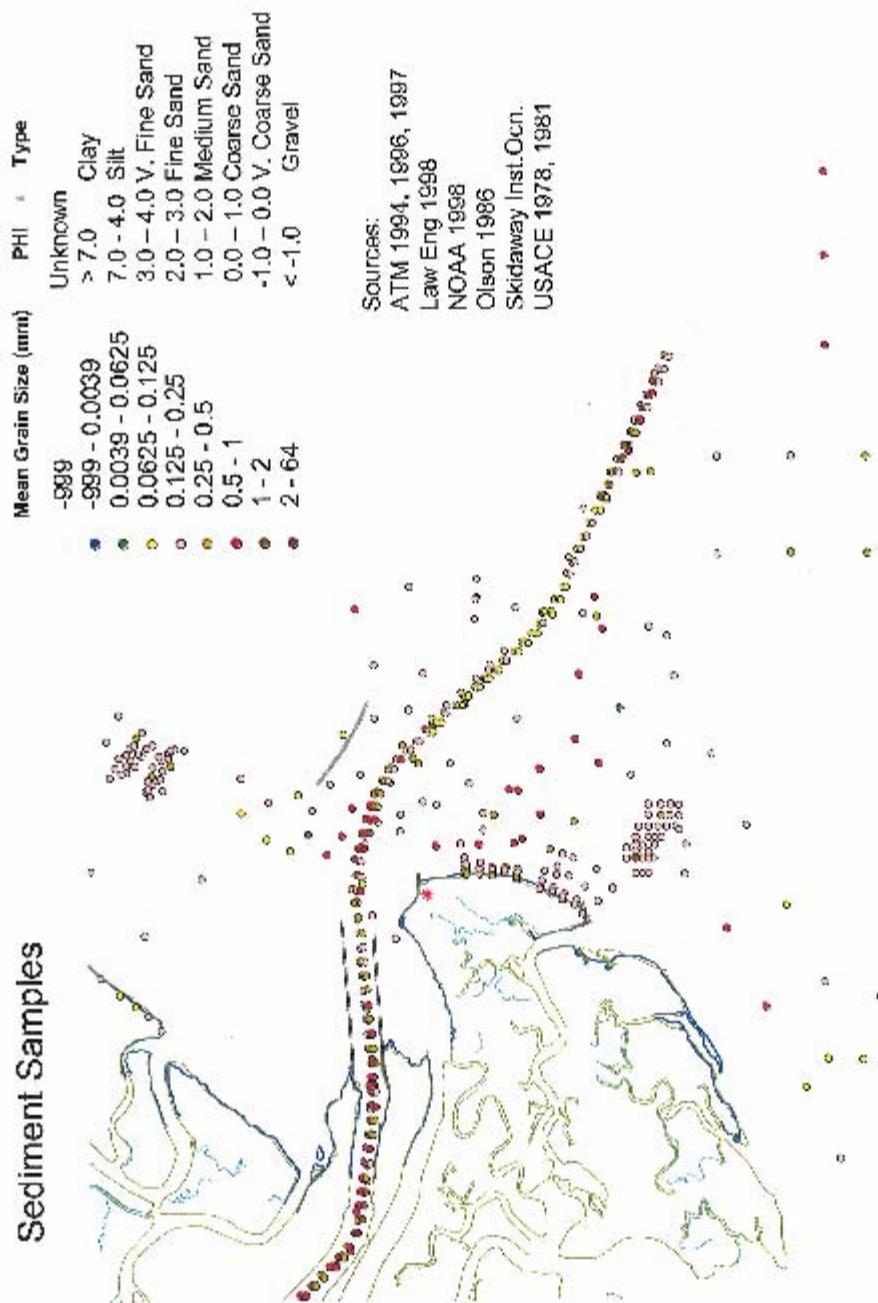 Sediment Samples
Mean Grain Size (mm) PHI Type
-999 Unknown
-999 - 0.0039 > 7.0 Clay
0.0039 - 0.0625 7.0 - 4.0 Silt
0.0625 - 0.125 3.0 – 4.0 V. Fine Sand
0.125 - 0.25 2.0 – 3.0 Fine Sand
0.25 - 0.5 1.0 – 2.0 Medium Sand
0.5 - 1 0.0 – 1.0 Coarse Sand
1 - 2 -1.0 – 0.0 V. Coarse Sand
2 - 64 < -1.0 Gravel
Sources:
ATM 1994, 1996, 1997
Law Eng 1998
NOAA 1998
Olson 1986
Skidaway Inst.Ocn.
USACE 1978, 1981